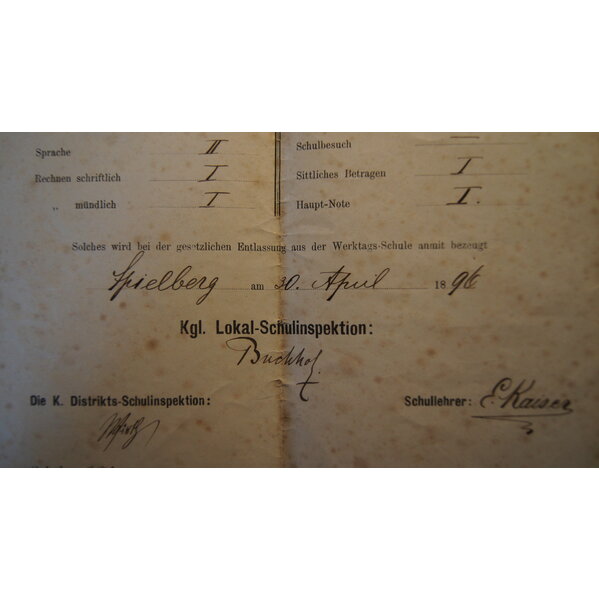 Sprache II
Schulbesuch
Rechnen schriftlich I
Sittliches Betragen I
„ mündlich I
Haupt-Note I.
Solches wird bei der gesetzlichen Entlassung aus der Werktags-Schule anmit bezeugt
Spielberg am 30. April 1896
Kgl. Lokal-Schulinspektion:
Buchhof.
Die K. Distrikts-Schulinspektion:
Schullehrer: E. Kaiser